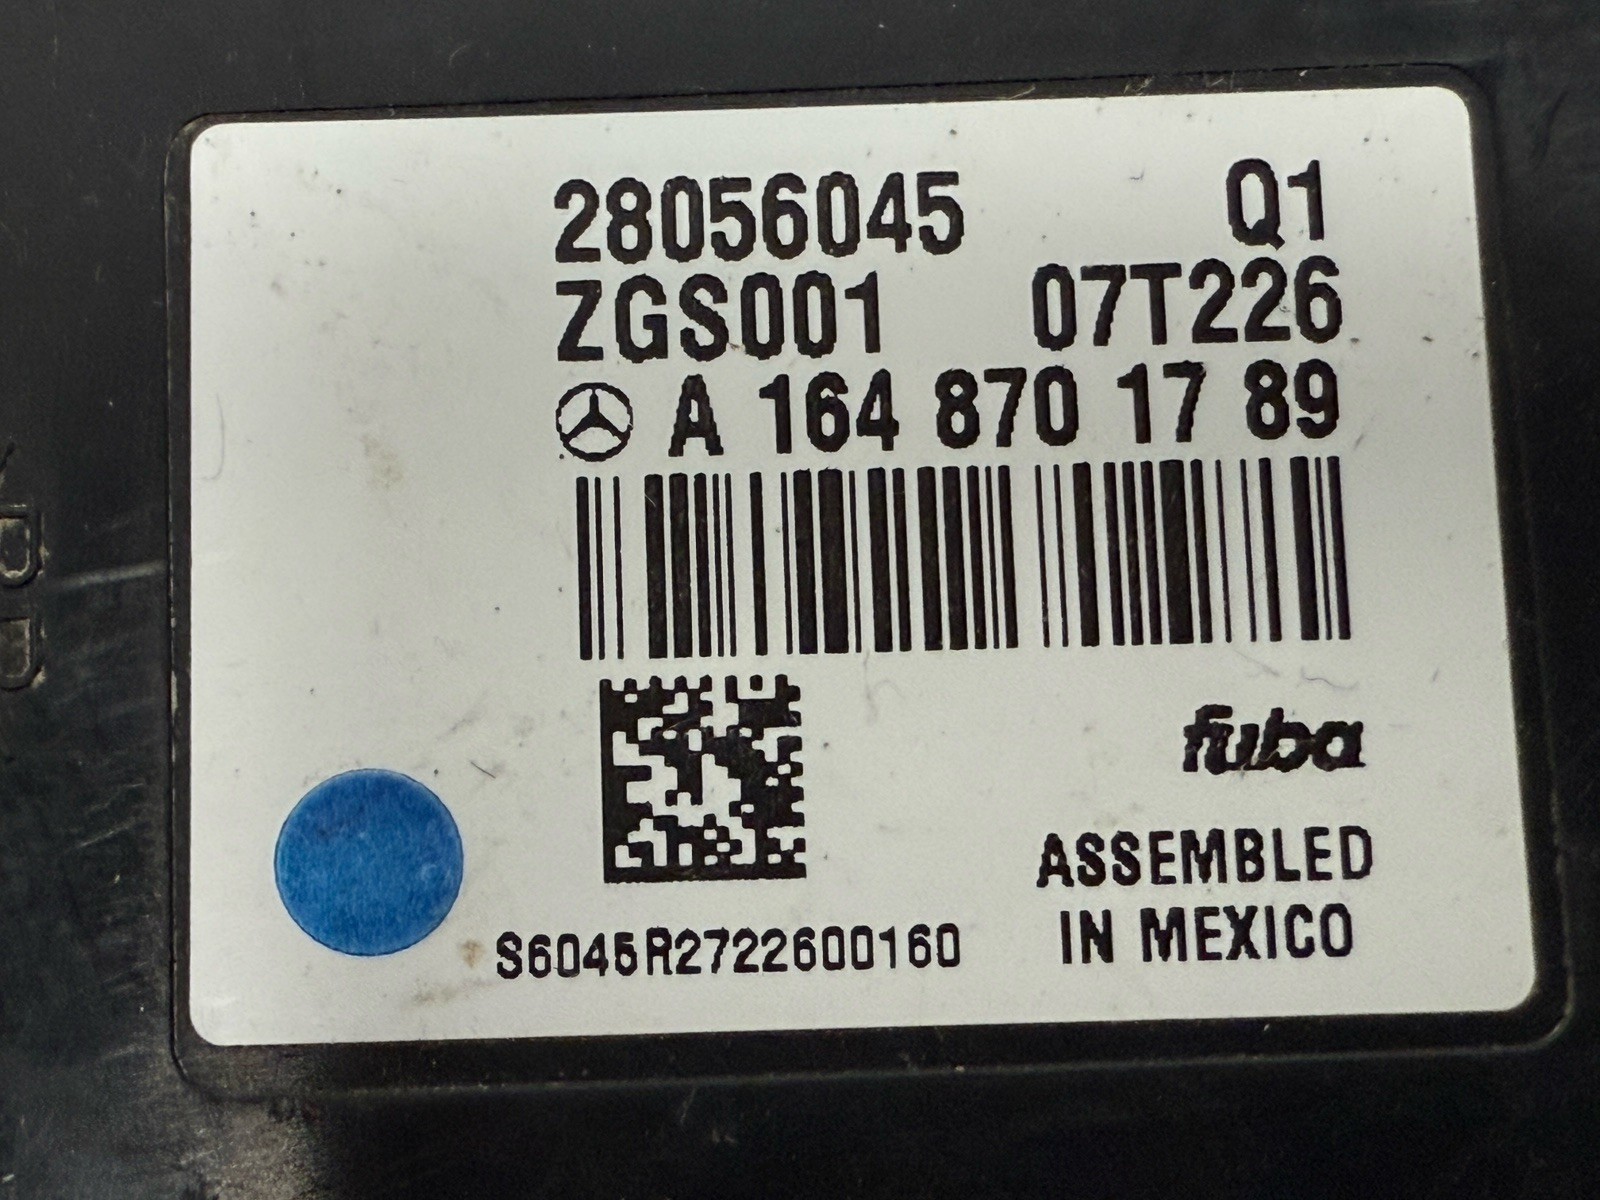 28056045 Q1
ZGS001 07T226
A 164 870 17 89
fuba
ASSEMBLED
IN MEXICO
S6045R2722600160